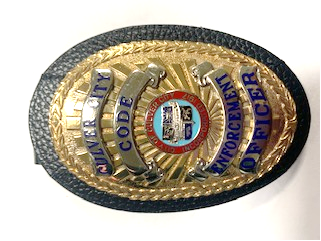 CULVER CITY
CODE
ENFORCEMENT
OFFICER